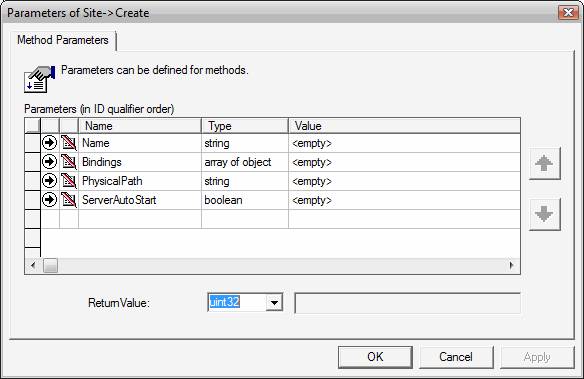 Parameters of Site->Create
Method Parameters
Parameters can be defined for methods.
Parameters (in ID qualifier order)
Name Type Value
Name string <empty>
Bindings array of object <empty>
PhysicalPath string <empty>
ServerAutoStart boolean <empty>
ReturnValue: uint32
OK Cancel Apply